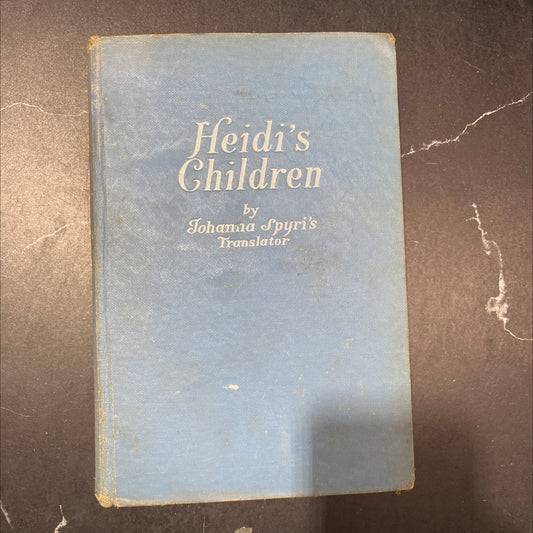 Heidi's
Children
by
Johanna Spyri's
Translator